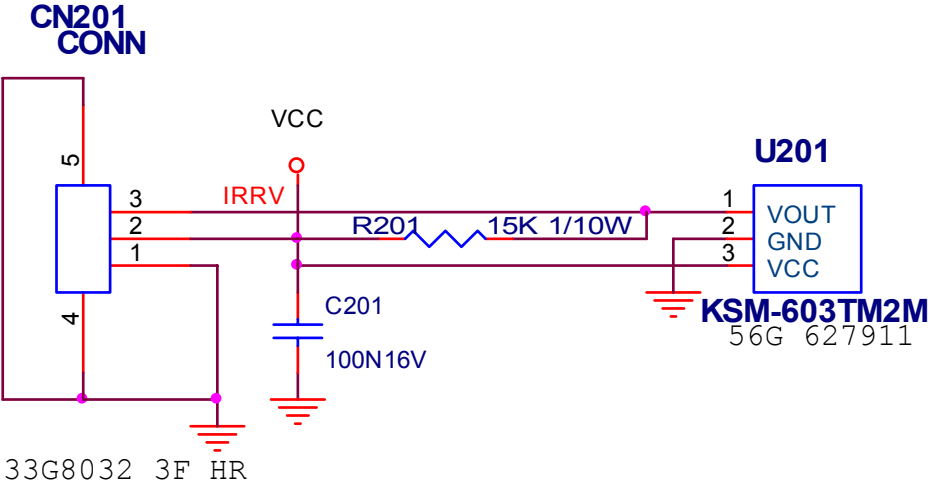 CN201
CONN
VCC
U201
5
3
IRRV
1
VOUT
2
R201
15K 1/10W
2
GND
1
3
VCC
4
C201
100N16V
KSM-603TM2M
56G 627911
33G8032 3F HR